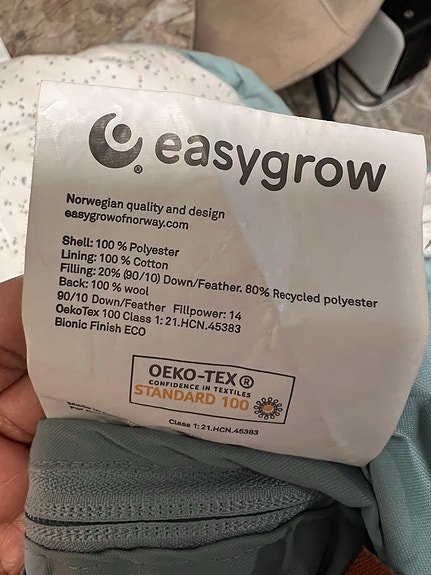 easygrow
®
Norwegian quality and design
easygrowofnorway.com
Shell: 100 % Polyester
Lining: 100 % Cotton
Filling: 20% (90/10) Down/Feather. 80% Recycled polyester
Back: 100 % wool
90/10 Down/Feather Fillpower: 14
OekoTex 100 Class 1: 21.HCN.45383
Bionic Finish ECO
OEKO-TEX®
CONFIDENCE IN TEXTILES
STANDARD 100
Class 1: 21.HCN.45383